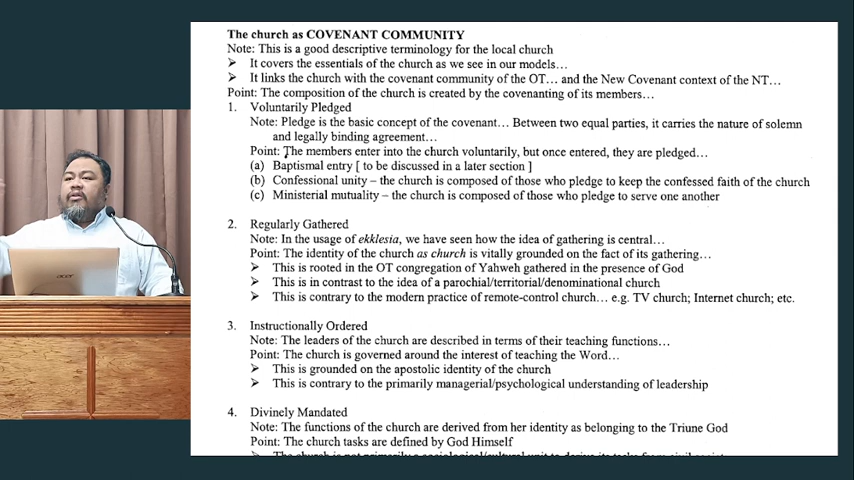 The church as COVENANT COMMUNITY
Note: This is a good descriptive terminology for the local church
➤ It covers the essentials of the church as we see in our models…
➤ It links the church with the covenant community of the OT… and the New Covenant context of the NT…
Point: The composition of the church is created by the covenanting of its members…
1. Voluntarily Pledged
Note: Pledge is the basic concept of the covenant… Between two equal parties, it carries the nature of solemn
and legally binding agreement…
Point: The members enter into the church voluntarily, but once entered, they are pledged…
(a) Baptismal entry [ to be discussed in a later section ]
(b) Confessional unity – the church is composed of those who pledge to keep the confessed faith of the church
(c) Ministerial mutuality – the church is composed of those who pledge to serve one another
2. Regularly Gathered
Note: In the usage of ekklesia, we have seen how the idea of gathering is central…
Point: The identity of the church as church is vitally grounded on the fact of its gathering…
➤ This is rooted in the OT congregation of Yahweh gathered in the presence of God
➤ This is in contrast to the idea of a parochial/territorial/denominational church
➤ This is contrary to the modern practice of remote-control church… e.g. TV church; Internet church; etc.
3. Instructionally Ordered
Note: The leaders of the church are described in terms of their teaching functions…
Point: The church is governed around the interest of teaching the Word…
➤ This is grounded on the apostolic identity of the church
➤ This is contrary to the primarily managerial/psychological understanding of leadership
4. Divinely Mandated
Note: The functions of the church are derived from her identity as belonging to the Triune God
Point: The church tasks are defined by God Himself
acer